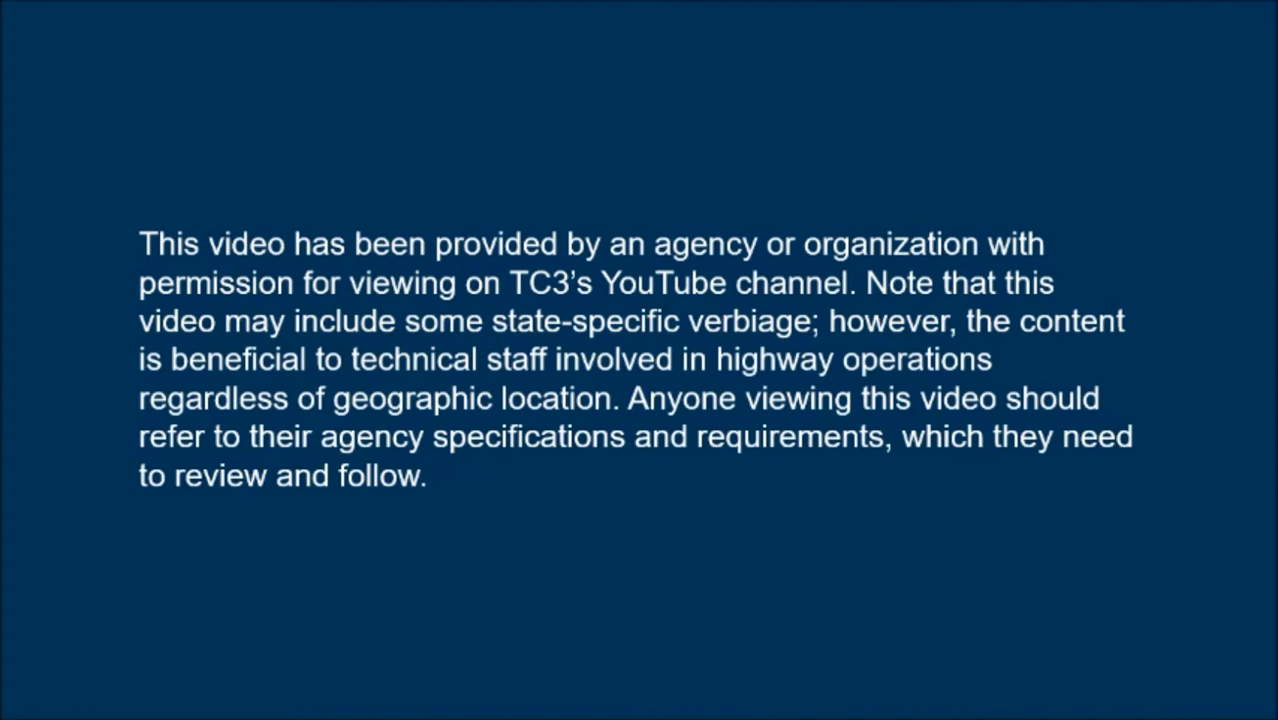 This video has been provided by an agency or organization with
permission for viewing on TC3’s YouTube channel. Note that this
video may include some state-specific verbiage; however, the content
is beneficial to technical staff involved in highway operations
regardless of geographic location. Anyone viewing this video should
refer to their agency specifications and requirements, which they need
to review and follow.